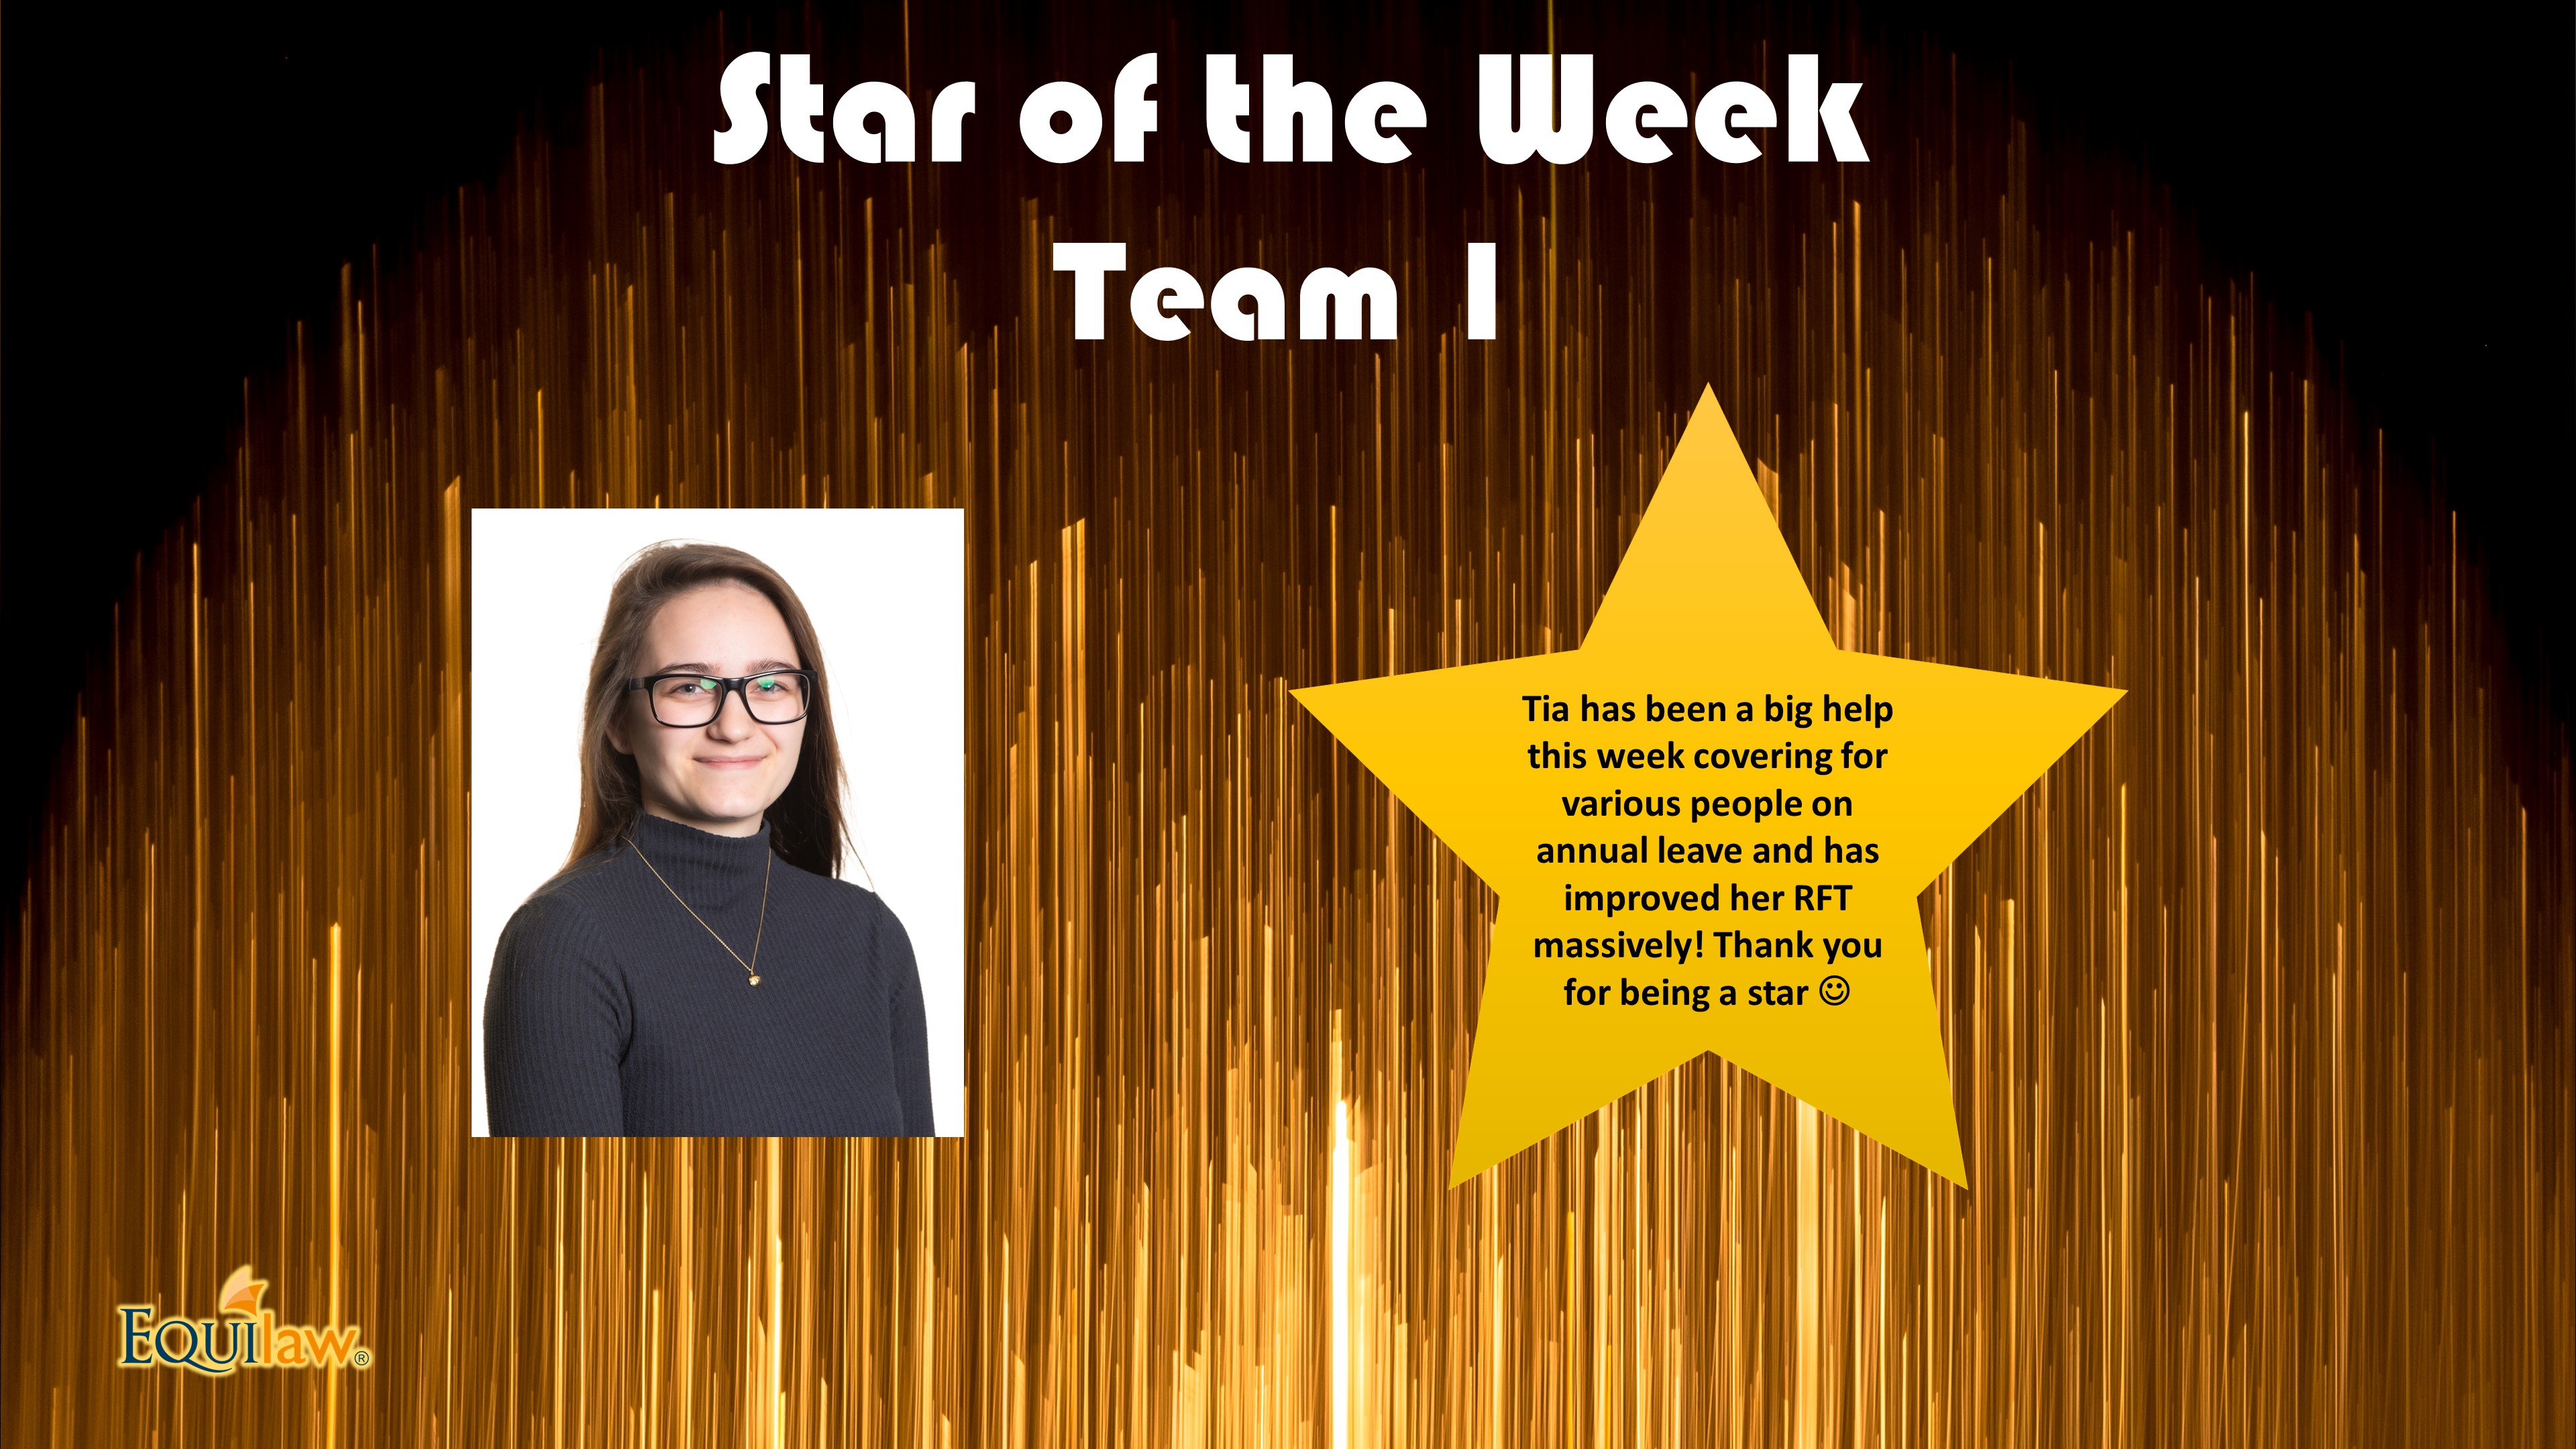 Star of the Week
Team 1
Tia has been a big help
this week covering for
various people on
annual leave and has
improved her RFT
massively! Thank you
for being a star ☺
EQUIlaw®